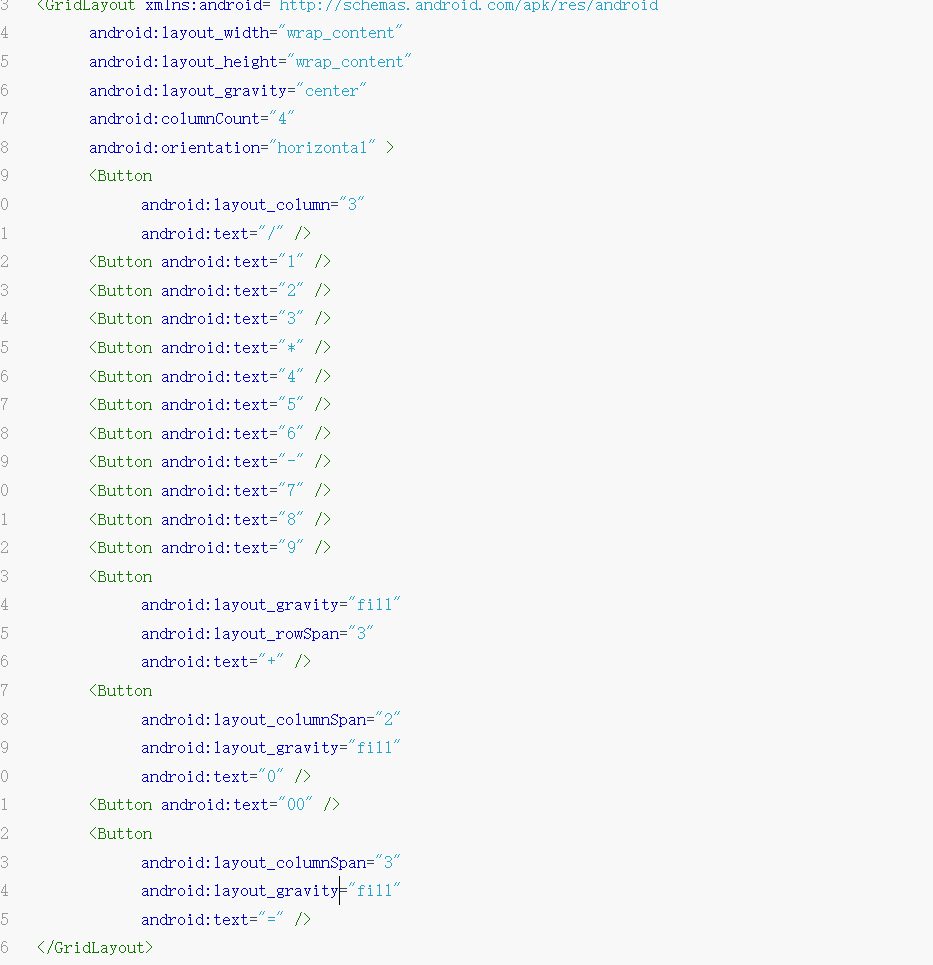 3 <GridLayout xmlns:android="http://schemas.android.com/apk/res/android
4 android:layout_width="wrap_content"
5 android:layout_height="wrap_content"
6 android:layout_gravity="center"
7 android:columnCount="4"
8 android:orientation="horizontal" >
9 <Button
0 android:layout_column="3"
1 android:text="/" />
2 <Button android:text="1" />
3 <Button android:text="2" />
4 <Button android:text="3" />
5 <Button android:text="*" />
6 <Button android:text="4" />
7 <Button android:text="5" />
8 <Button android:text="6" />
9 <Button android:text="-" />
0 <Button android:text="7" />
1 <Button android:text="8" />
2 <Button android:text="9" />
3 <Button
4 android:layout_gravity="fill"
5 android:layout_rowSpan="3"
6 android:text="+" />
7 <Button
8 android:layout_columnSpan="2"
9 android:layout_gravity="fill"
0 android:text="0" />
1 <Button android:text="00" />
2 <Button
3 android:layout_columnSpan="3"
4 android:layout_gravity="fill"
5 android:text="=" />
6 </GridLayout>